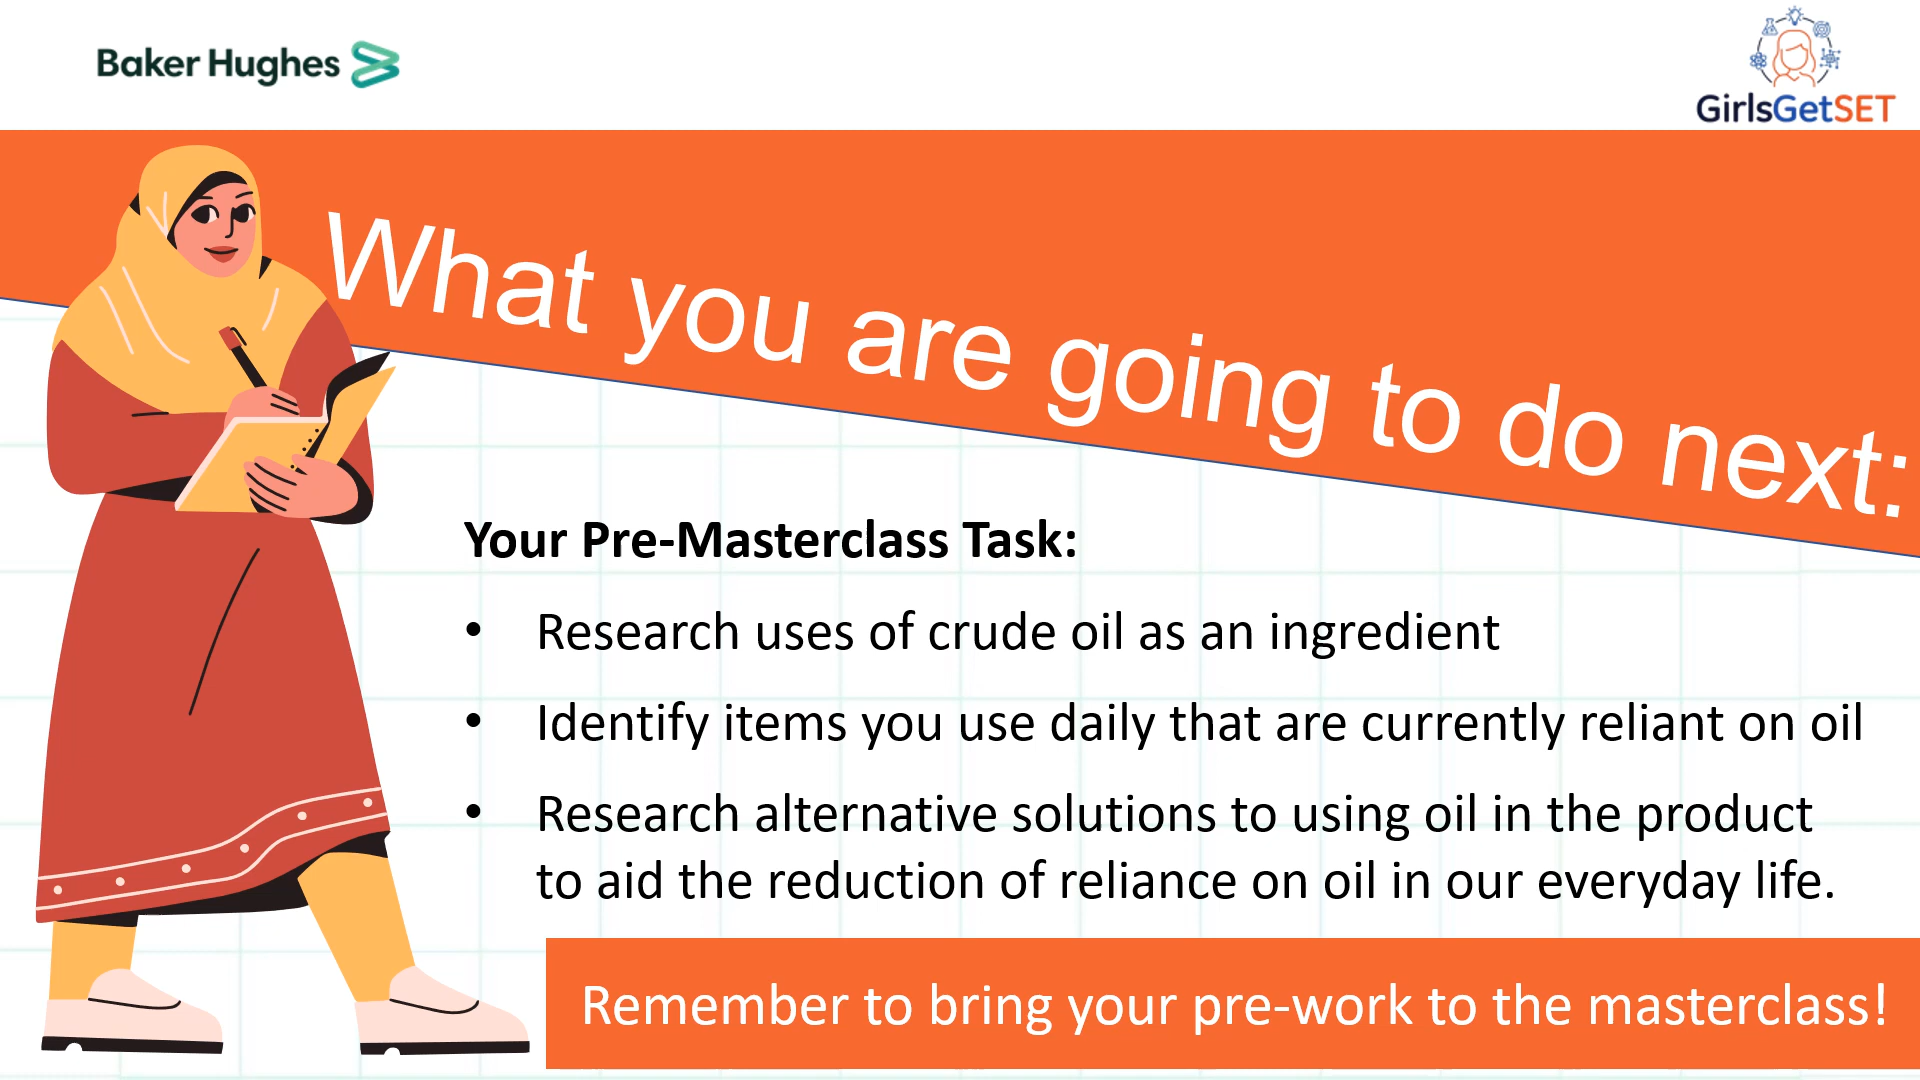 Baker Hughes
GirlsGetSET
What you are going to do next:
Your Pre-Masterclass Task:
• Research uses of crude oil as an ingredient
• Identify items you use daily that are currently reliant on oil
• Research alternative solutions to using oil in the product
to aid the reduction of reliance on oil in our everyday life.
Remember to bring your pre-work to the masterclass!